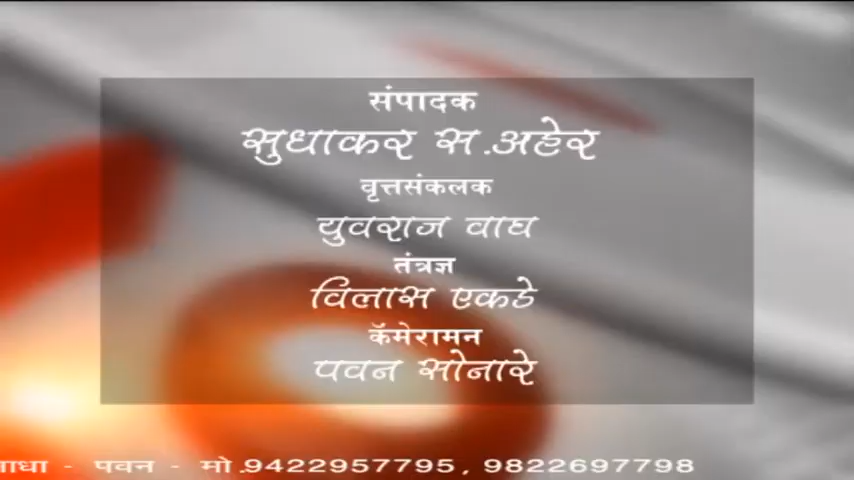 संपादक
सुधाकर स.अहेर
वृत्तसंकलक
युवराज वाघ
तंत्रज्ञ
विलास एकडे
कॅमेरामन
पवन सोनारे
- पवन - मो.9422957795, 9822697798